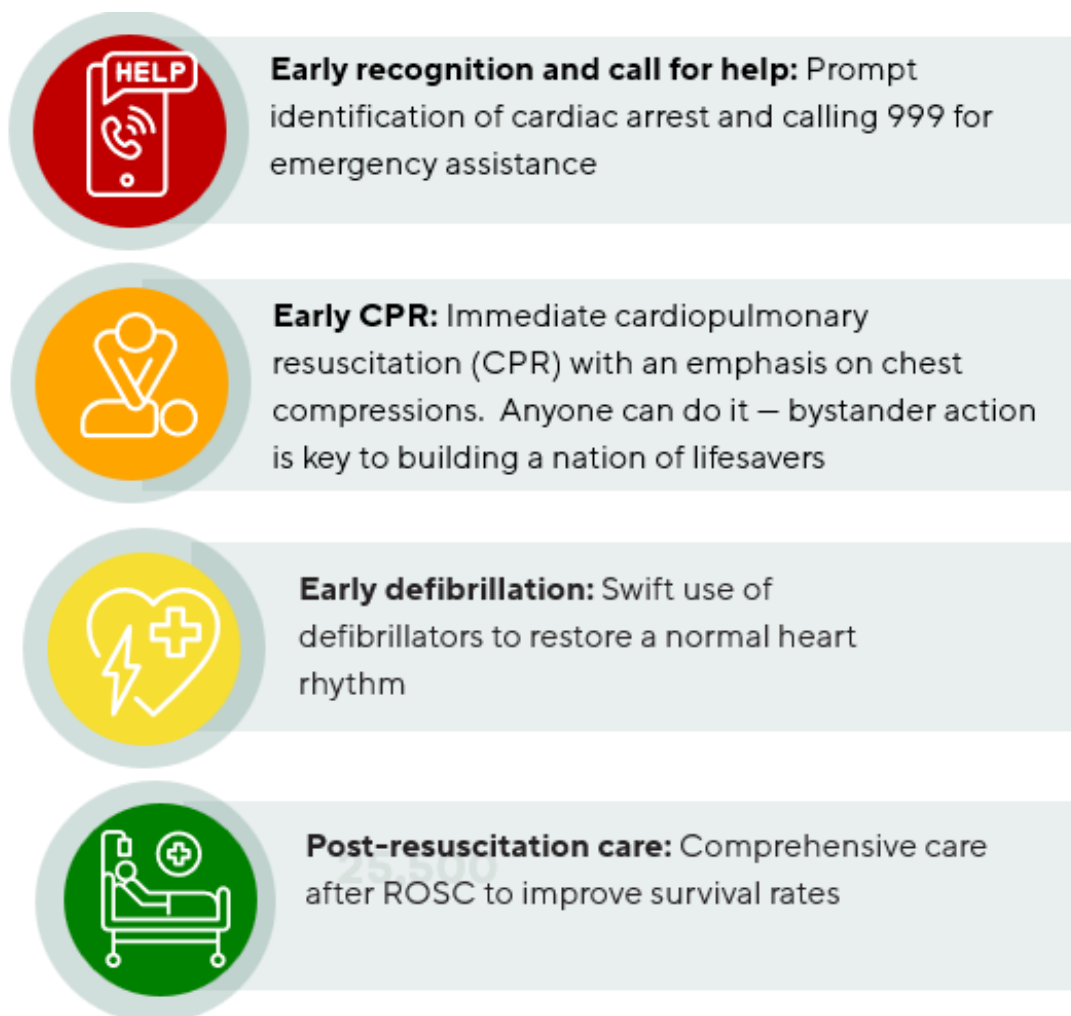 HELP
Early recognition and call for help: Prompt
identification of cardiac arrest and calling 999 for
emergency assistance
Early CPR: Immediate cardiopulmonary
resuscitation (CPR) with an emphasis on chest
compressions.  Anyone can do it — bystander action
is key to building a nation of lifesavers
Early defibrillation: Swift use of
defibrillators to restore a normal heart
rhythm
Post-resuscitation care: Comprehensive care
25,500
after ROSC to improve survival rates